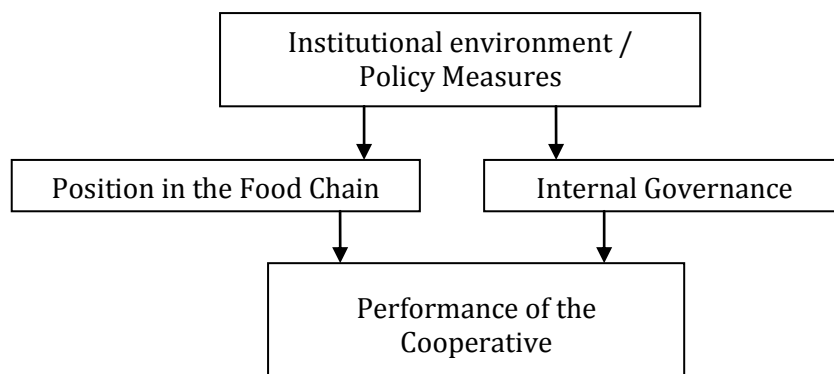 Institutional environment /
Policy Measures
Position in the Food Chain
Internal Governance
Performance of the
Cooperative